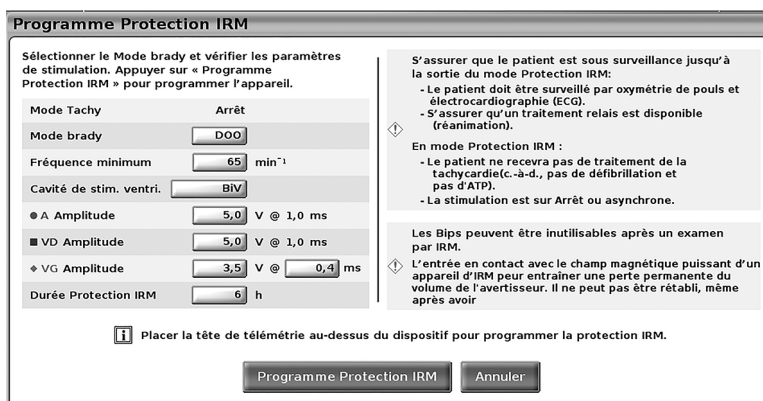 Programme Protection IRM
Sélectionner le Mode brady et vérifier les paramètres
de stimulation. Appuyer sur « Programme
Protection IRM » pour programmer l’appareil.
Mode Tachy Arrêt
Mode brady DOO
Fréquence minimum 65 min⁻¹
Cavité de stim. ventri. BiV
A Amplitude 5,0 V @ 1,0 ms
VD Amplitude 5,0 V @ 1,0 ms
VG Amplitude 3,5 V @ 0,4 ms
Durée Protection IRM 6 h
S’assurer que le patient est sous surveillance jusqu’à
la sortie du mode Protection IRM:
- Le patient doit être surveillé par oxymétrie de pouls et
électrocardiographie (ECG).
- S’assurer qu’un traitement relais est disponible
(réanimation).
En mode Protection IRM :
- Le patient ne recevra pas de traitement de la
tachycardie(c.-à-d., pas de défibrillation et
pas d'ATP).
- La stimulation est sur Arrêt ou asynchrone.
Les Bips peuvent être inutilisables après un examen
par IRM.
L’entrée en contact avec le champ magnétique puissant d’un
appareil d’IRM peur entraîner une perte permanente du
volume de l'avertisseur. Il ne peut pas être rétabli, même
après avoir
Placer la tête de télémétrie au-dessus du dispositif pour programmer la protection IRM.
Programme Protection IRM Annuler